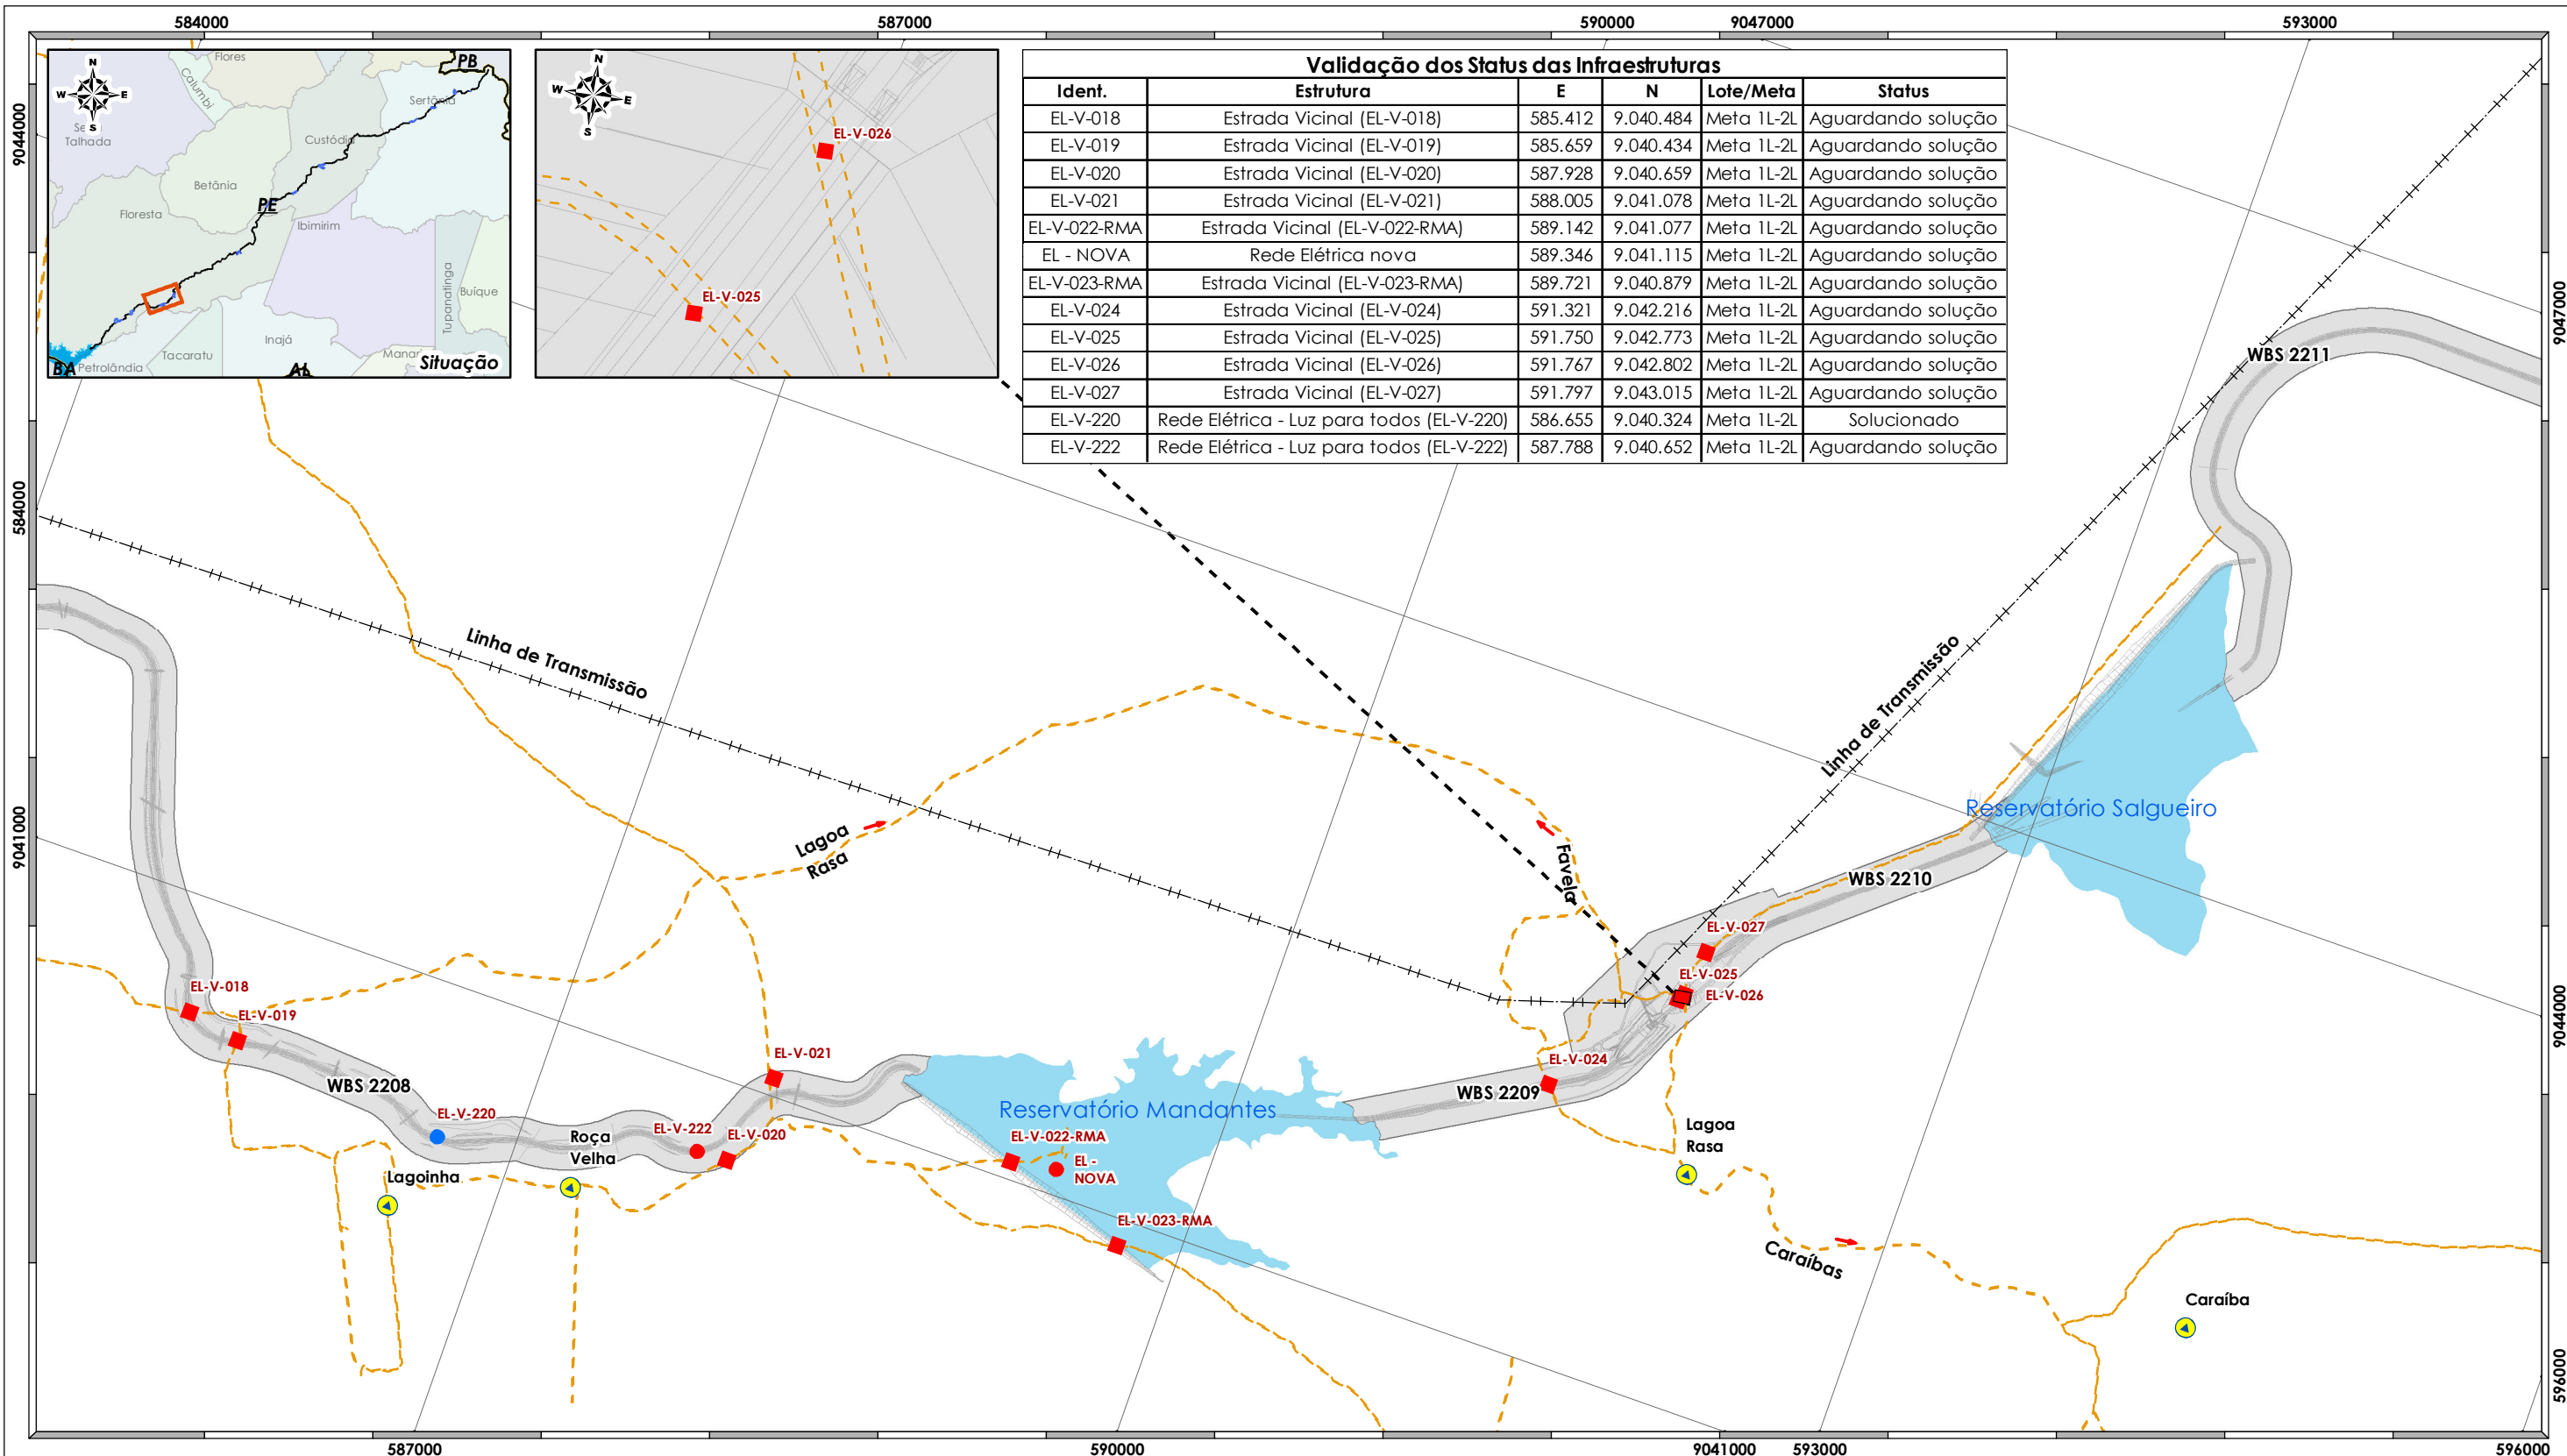 584000 587000 590000 9047000 593000
9044000
584000
9041000
9047000
9044000
596000
587000 590000 9041000 593000 596000
N
W E
S
Flores
Calumbi
PB
Sertânia
Talhada
Custódia
Betânia
Floresta
PE
Ibimirim
Tupanatinga
Buíque
Inajá
Tacaratu
BA
Petrolândia
AL
Situação
N
W E
S
EL-V-026
EL-V-025
Validação dos Status das Infraestruturas
Ident. Estrutura E N Lote/Meta Status
EL-V-018 Estrada Vicinal (EL-V-018) 585.412 9.040.484 Meta 1L-2L Aguardando solução
EL-V-019 Estrada Vicinal (EL-V-019) 585.659 9.040.434 Meta 1L-2L Aguardando solução
EL-V-020 Estrada Vicinal (EL-V-020) 587.928 9.040.659 Meta 1L-2L Aguardando solução
EL-V-021 Estrada Vicinal (EL-V-021) 588.005 9.041.078 Meta 1L-2L Aguardando solução
EL-V-022-RMA Estrada Vicinal (EL-V-022-RMA) 589.142 9.041.077 Meta 1L-2L Aguardando solução
EL - NOVA Rede Elétrica nova 589.346 9.041.115 Meta 1L-2L Aguardando solução
EL-V-023-RMA Estrada Vicinal (EL-V-023-RMA) 589.721 9.040.879 Meta 1L-2L Aguardando solução
EL-V-024 Estrada Vicinal (EL-V-024) 591.321 9.042.216 Meta 1L-2L Aguardando solução
EL-V-025 Estrada Vicinal (EL-V-025) 591.750 9.042.773 Meta 1L-2L Aguardando solução
EL-V-026 Estrada Vicinal (EL-V-026) 591.767 9.042.802 Meta 1L-2L Aguardando solução
EL-V-027 Estrada Vicinal (EL-V-027) 591.797 9.043.015 Meta 1L-2L Aguardando solução
EL-V-220 Rede Elétrica - Luz para todos (EL-V-220) 586.655 9.040.324 Meta 1L-2L Solucionado
EL-V-222 Rede Elétrica - Luz para todos (EL-V-222) 587.788 9.040.652 Meta 1L-2L Aguardando solução
WBS 2211
Linha de Transmissão
Linha de Transmissão
Reservatório Salgueiro
Lagoa
Rasa
Favela
WBS 2210
EL-V-027
EL-V-025
EL-V-026
EL-V-018
EL-V-019
EL-V-021
EL-V-024
WBS 2208
WBS 2209
Reservatório Mandantes
EL-V-220
EL-V-222
EL-V-020
Roça
Velha
EL-V-022-RMA
EL -
NOVA
Lagoa
Rasa
Lagoinha
EL-V-023-RMA
Caraíbas
Caraíba